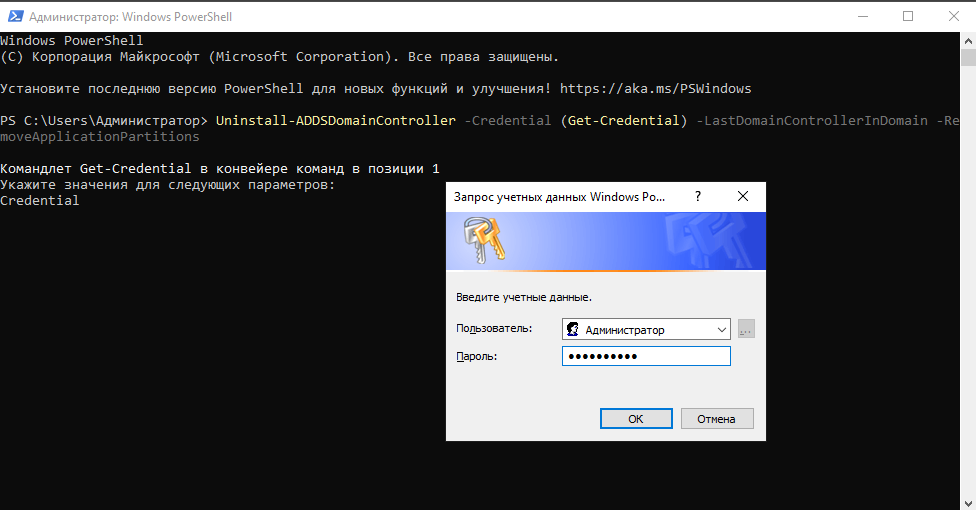 Администратор: Windows PowerShell
Windows PowerShell
(C) Корпорация Майкрософт (Microsoft Corporation). Все права защищены.
Установите последнюю версию PowerShell для новых функций и улучшения! https://aka.ms/PSWindows
PS C:\Users\Администратор> Uninstall-ADDSDomainController -Credential (Get-Credential) -LastDomainControllerInDomain -Re
moveApplicationPartitions
Командлет Get-Credential в конвейере команд в позиции 1
Укажите значения для следующих параметров:
Credential
Запрос учетных данных Windows Po...
?
Введите учетные данные.
Пользователь: Администратор ...
Пароль: ●●●●●●●●●●
OK Отмена